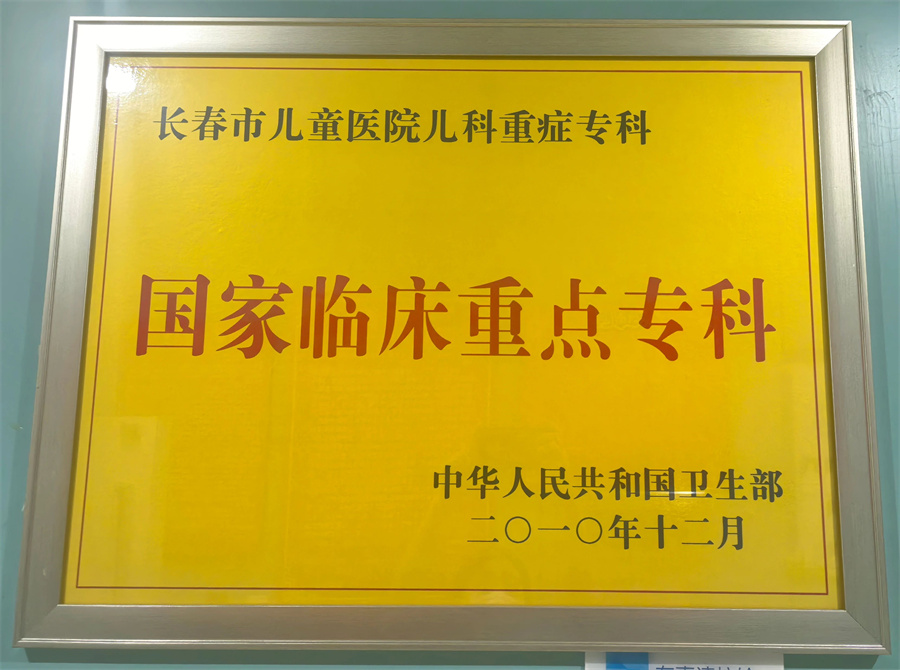 长春市儿童医院儿科重症专科
国家临床重点专科
中华人民共和国卫生部
二〇一〇年十二月